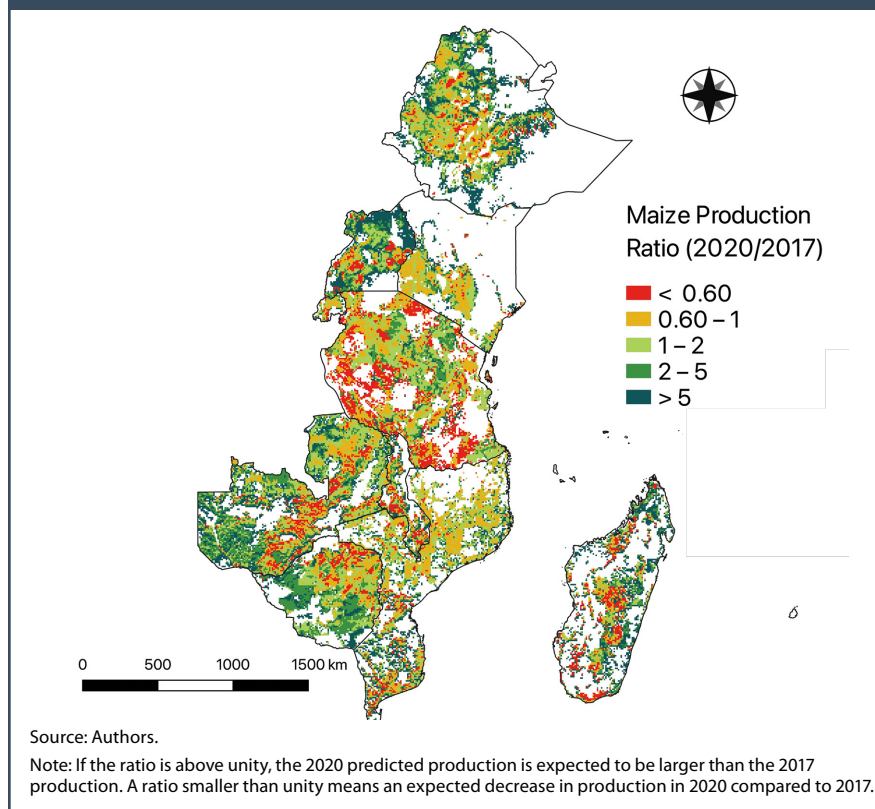 Maize Production
Ratio (2020/2017)
< 0.60
0.60 – 1
1 – 2
2 – 5
> 5
0 500 1000 1500 km
Source: Authors.
Note: If the ratio is above unity, the 2020 predicted production is expected to be larger than the 2017
production. A ratio smaller than unity means an expected decrease in production in 2020 compared to 2017.